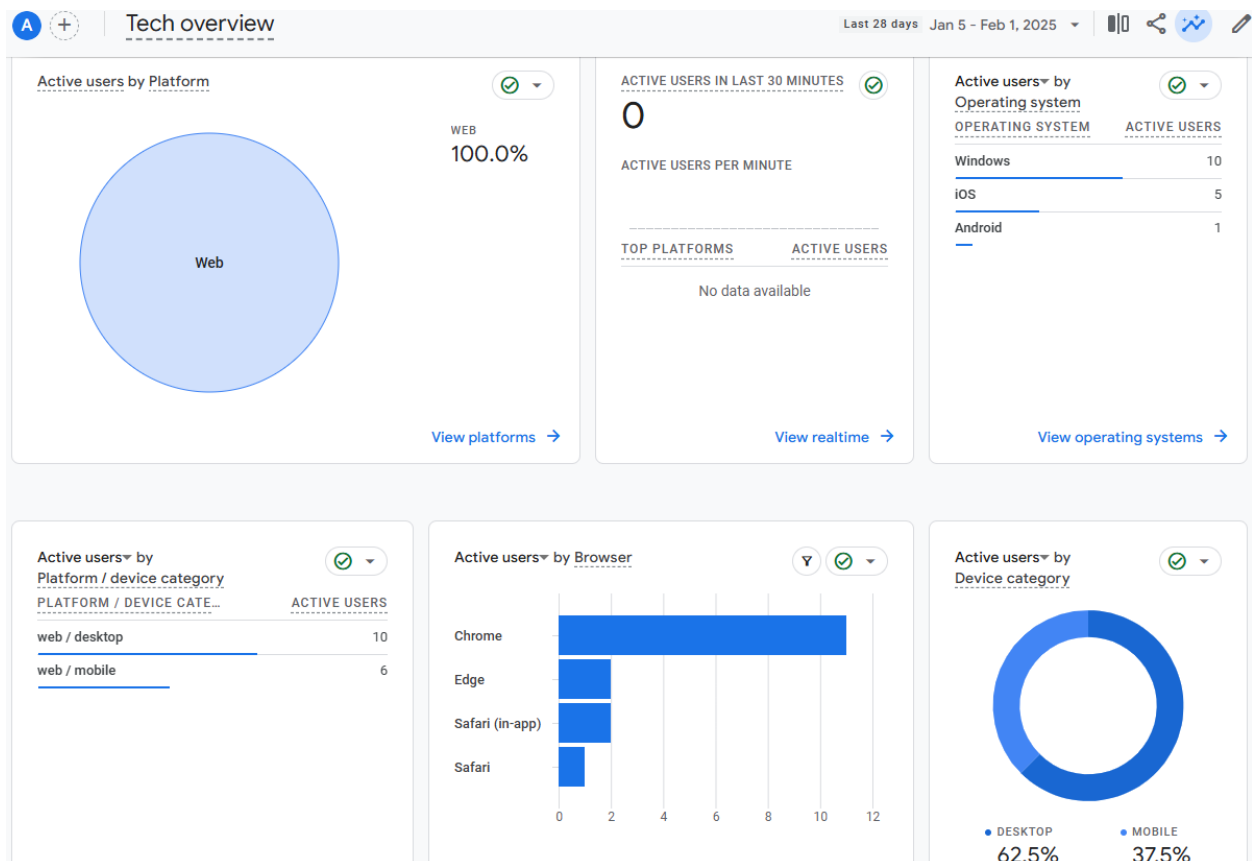 A
Tech overview
Last 28 days Jan 5 - Feb 1, 2025
Active users by Platform
WEB
100.0%
Web
View platforms
ACTIVE USERS IN LAST 30 MINUTES
0
ACTIVE USERS PER MINUTE
TOP PLATFORMS ACTIVE USERS
No data available
View realtime
Active users by
Operating system
OPERATING SYSTEM ACTIVE USERS
Windows 10
iOS 5
Android 1
View operating systems
Active users by
Platform / device category
PLATFORM / DEVICE CATE... ACTIVE USERS
web / desktop 10
web / mobile 6
Active users by Browser
Chrome
Edge
Safari (in-app)
Safari
0 2 4 6 8 10 12
Active users by
Device category
DESKTOP MOBILE
62.5% 37.5%